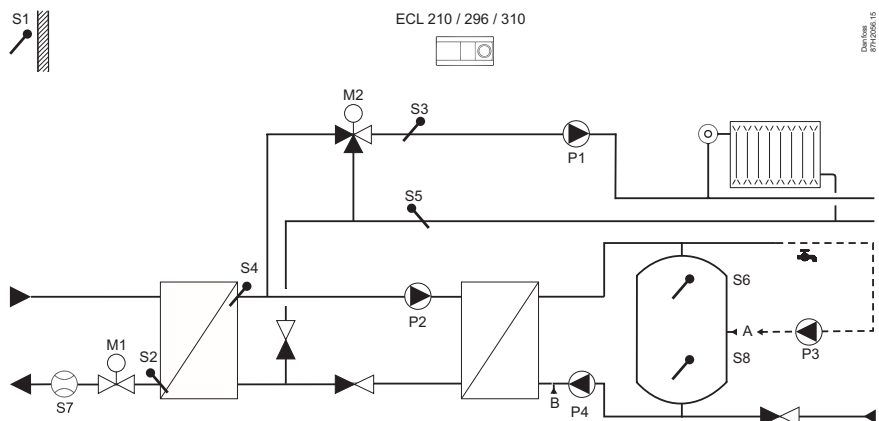 S1
ECL 210 / 296 / 310
Danfoss
87H2056.15
M2
S3
P1
S5
S4
S6
P2
A
P3
M1
S2
S8
S7
B
P4